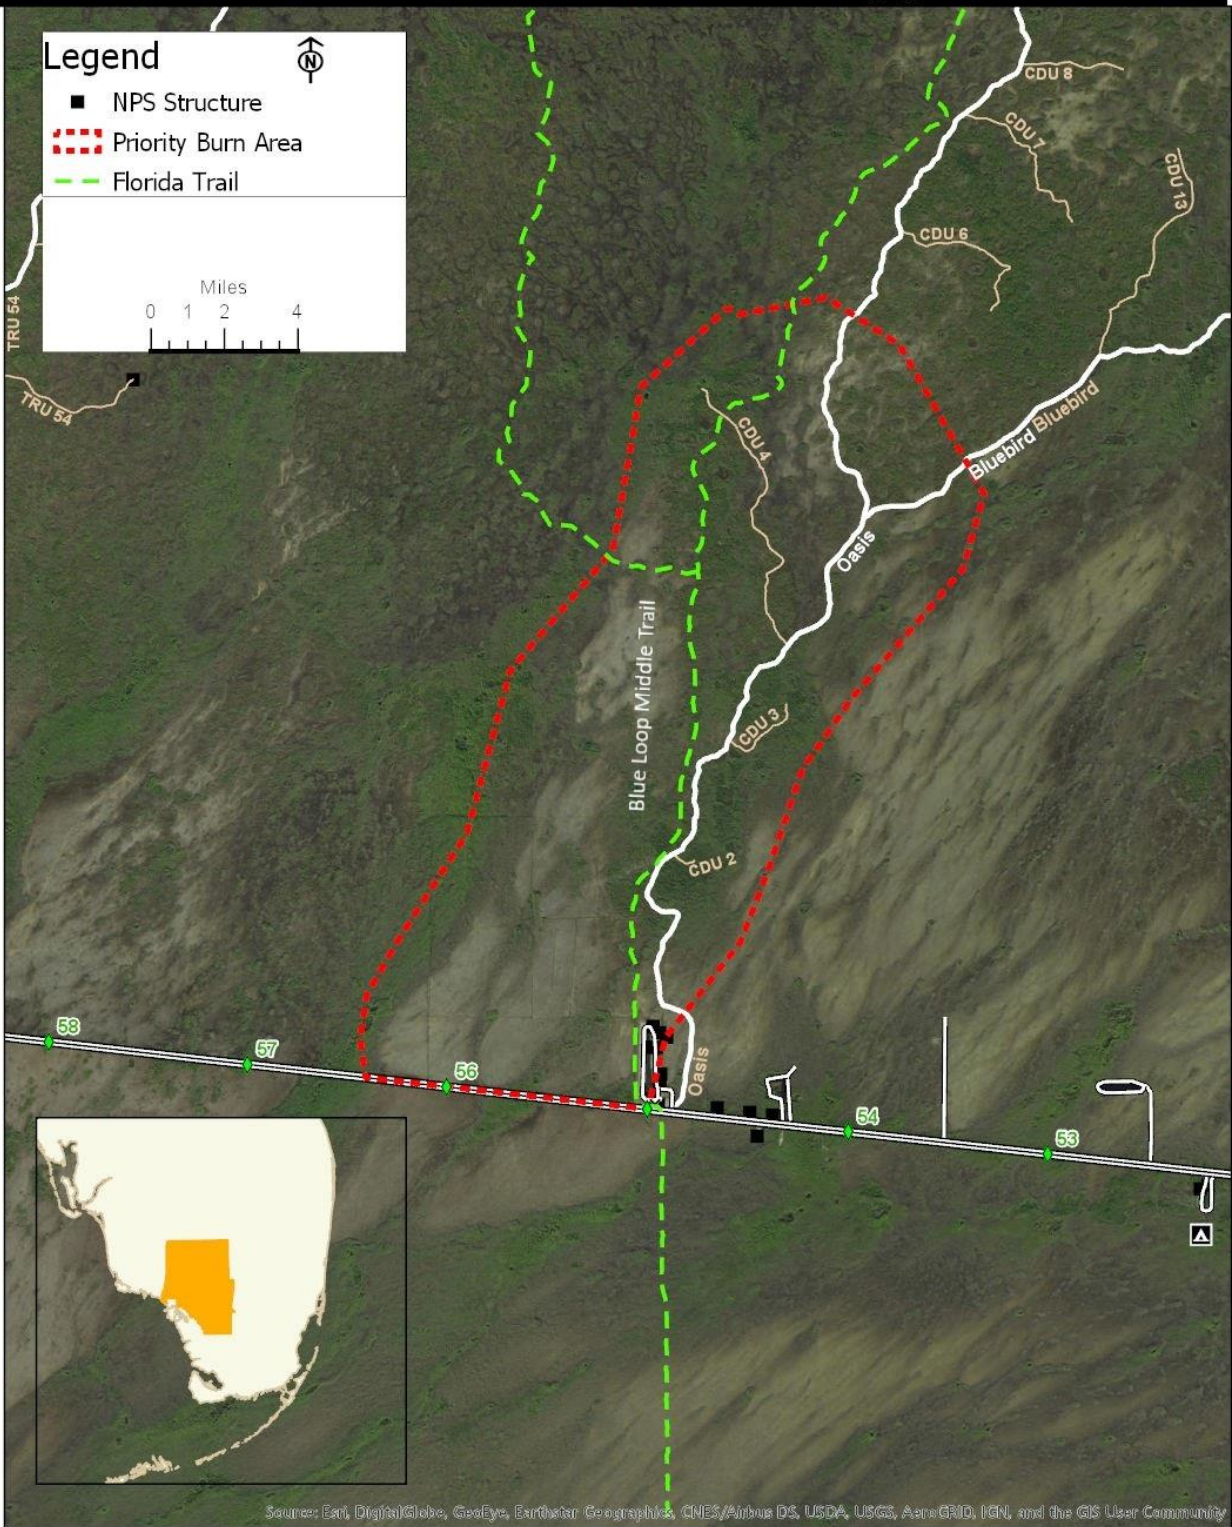 Legend
N
NPS Structure
Priority Burn Area
Florida Trail
Miles
0 1 2 4
TRU 54
TRU 54
CDU 8
CDU 7
CDU 13
CDU 6
CDU 4
Bluebird
Bluebird
Oasis
Blue Loop Middle Trail
CDU 3
CDU 2
Oasis
58
57
56
54
53
Source: Esri, DigitalGlobe, GeoEye, Earthstar Geographics, CNES/Airbus DS, USDA, USGS, AeroGRID, IGN, and the GIS User Community